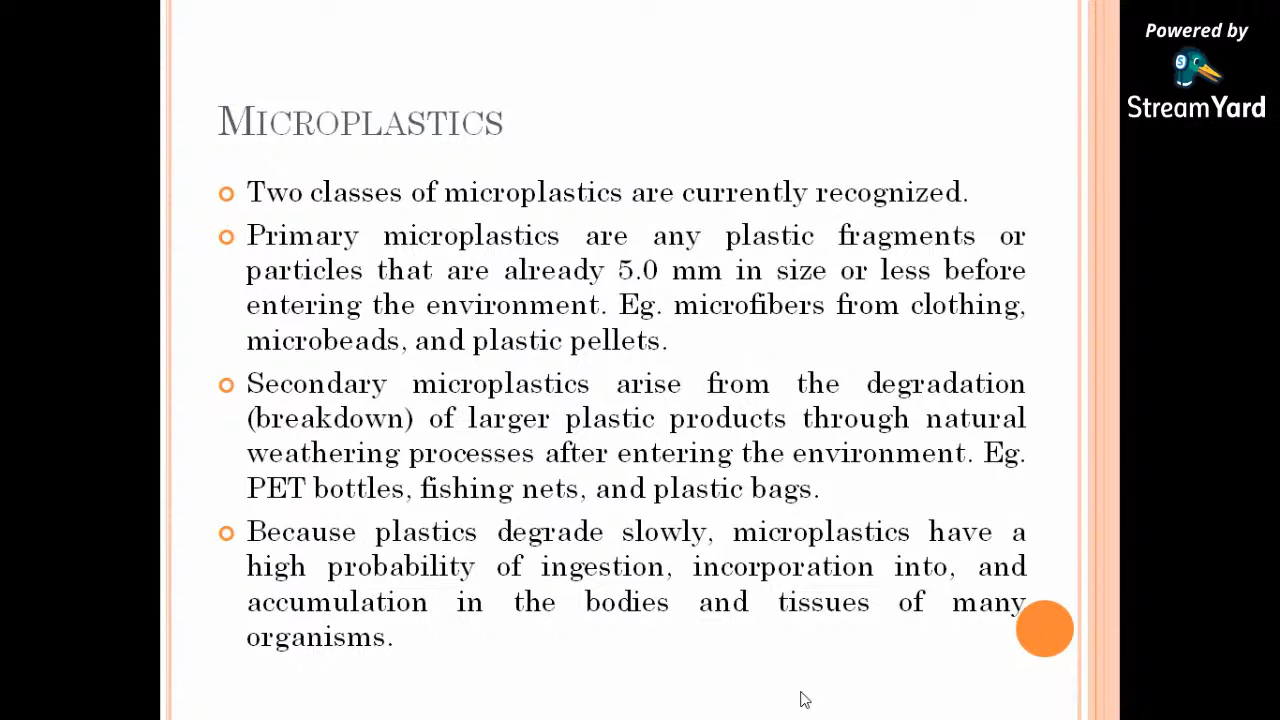 Powered by
StreamYard
MICROPLASTICS
Two classes of microplastics are currently recognized.
Primary microplastics are any plastic fragments or
particles that are already 5.0 mm in size or less before
entering the environment. Eg. microfibers from clothing,
microbeads, and plastic pellets.
Secondary microplastics arise from the degradation
(breakdown) of larger plastic products through natural
weathering processes after entering the environment. Eg.
PET bottles, fishing nets, and plastic bags.
Because plastics degrade slowly, microplastics have a
high probability of ingestion, incorporation into, and
accumulation in the bodies and tissues of many
organisms.